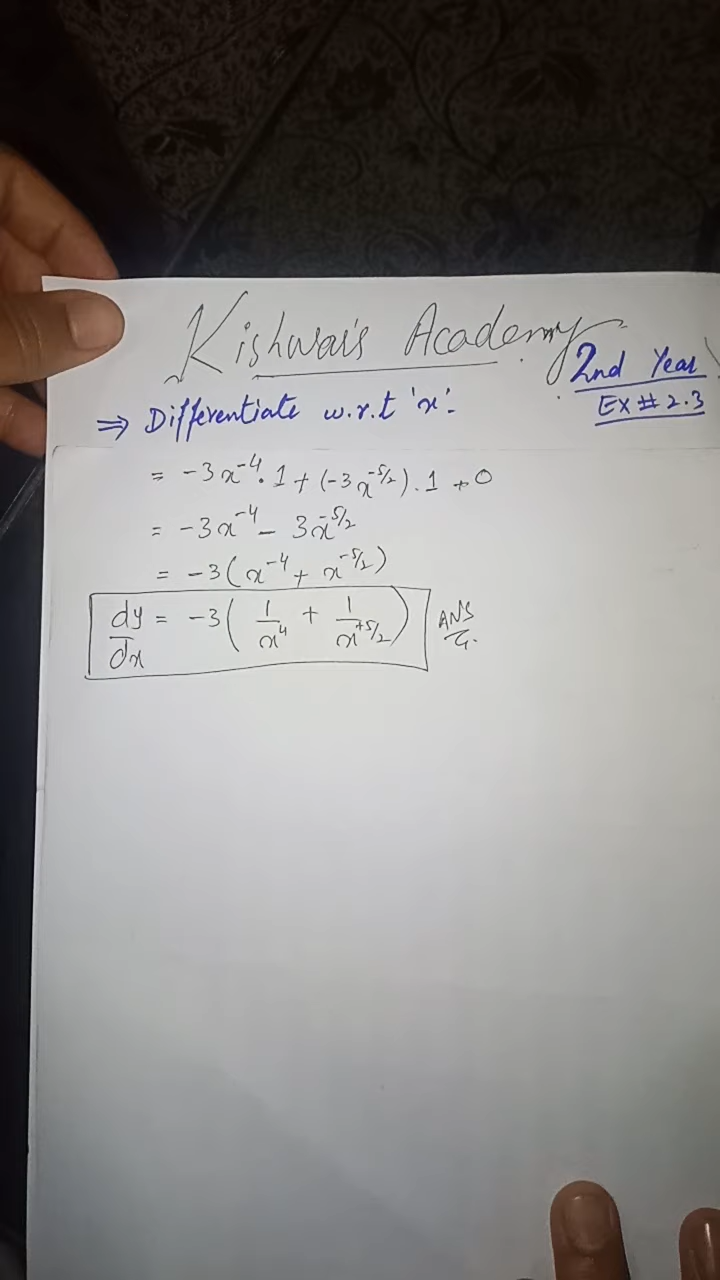 Kishwar's Academy
2nd Year
EX # 2.3
⇒ Differentiate w.r.t 'x'.
= -3x⁻⁴ · 1 + (-3x^(-5/2)) . 1 + 0
= -3x⁻⁴ - 3x^(-5/2)
= -3(x⁻⁴ + x^(-5/2))
dy/dx = -3(1/x⁴ + 1/x^(+5/2)) ANS